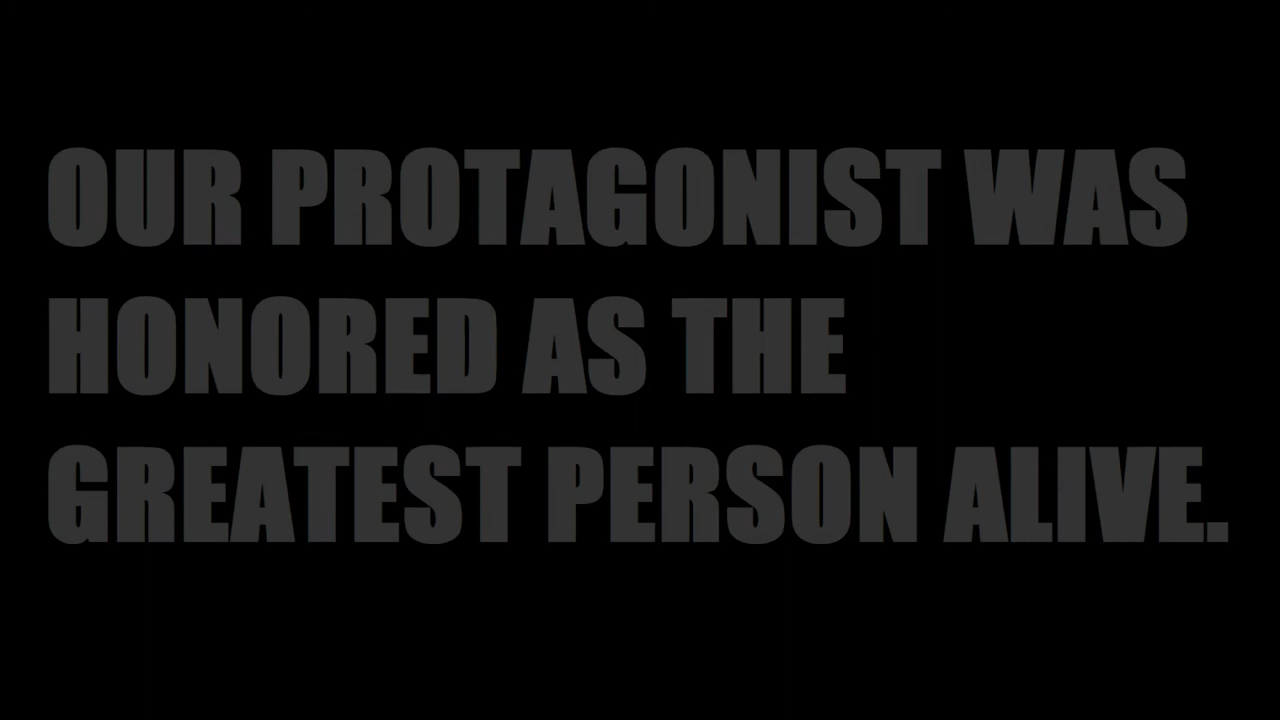 OUR PROTAGONIST WAS
HONORED AS THE
GREATEST PERSON ALIVE.